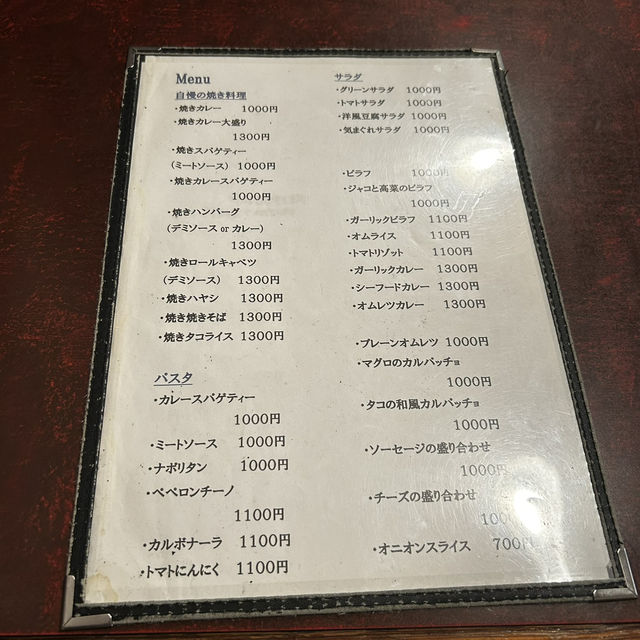 Menu
自慢の焼き料理
・焼きカレー 1000円
・焼きカレー大盛り
1300円
・焼きスパゲティー
(ミートソース) 1000円
・焼きカレースパゲティー
1000円
・焼きハンバーグ
(デミソース or カレー)
1300円
・焼きロールキャベツ
(デミソース) 1300円
・焼きハヤシ 1300円
・焼き焼きそば 1300円
・焼きタコライス 1300円
パスタ
・カレースパゲティー
1000円
・ミートソース 1000円
・ナポリタン 1000円
・ペペロンチーノ
1100円
・カルボナーラ 1100円
・トマトにんにく 1100円
サラダ
・グリーンサラダ 1000円
・トマトサラダ 1000円
・洋風豆腐サラダ 1000円
・気まぐれサラダ 1000円
・ピラフ 1000円
・ジャコと高菜のピラフ
1000円
・ガーリックピラフ 1100円
・オムライス 1100円
・トマトリゾット 1100円
・ガーリックカレー 1300円
・シーフードカレー 1300円
・オムレツカレー 1300円
・プレーンオムレツ 1000円
・マグロのカルパッチョ
1000円
・タコの和風カルパッチョ
1000円
・ソーセージの盛り合わせ
1000円
・チーズの盛り合わせ
・オニオンスライス 700円